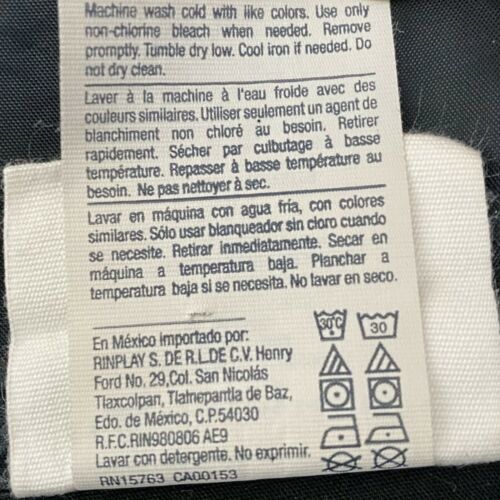 Machine wash cold with like colors. Use only
non-chlorine bleach when needed. Remove
promptly. Tumble dry low. Cool iron if needed. Do
not dry clean.
Laver à la machine à l'eau froide avec des
couleurs similaires. Utiliser seulement un agent de
blanchiment non chloré au besoin. Retirer
rapidement. Sécher par culbutage à basse
température. Repasser à basse température au
besoin. Ne pas nettoyer à sec.
Lavar en máquina con agua fría, con colores
similares. Sólo usar blanqueador sin cloro cuando
se necesite. Retirar inmediatamente. Secar en
máquina a temperatura baja. Planchar a
temperatura baja si se necesita. No lavar en seco.
En México importado por:
RINPLAY S. DE R.L.DE C.V. Henry
Ford No. 29,Col. San Nicolás
Tlaxcolpan, Tlalnepantla de Baz,
Edo. de México, C.P.54030
R.F.C.RIN980806 AE9
Lavar con detergente. No exprimir.
RN15763 CA00153
30°C 30